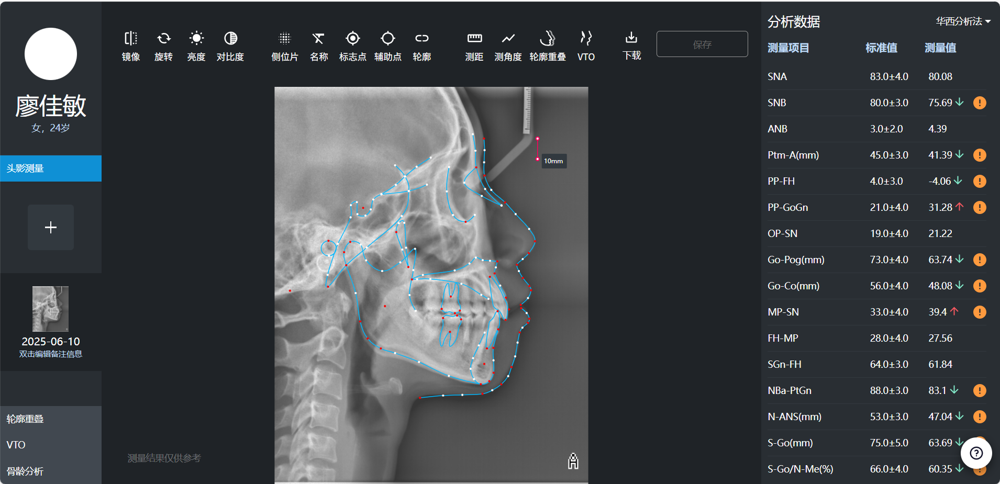 廖佳敏
女，24岁
头影测量
2025-06-10
双击编辑备注信息
轮廓重叠
VTO
骨龄分析
镜像 旋转 亮度 对比度 侧位片 名称 标志点 辅助点 轮廓 测距 测角度 轮廓重叠 VTO 下载 保存
10mm
测量结果仅供参考
分析数据 华西分析法
测量项目 标准值 测量值
SNA 83.0±4.0 80.08
SNB 80.0±3.0 75.69
ANB 3.0±2.0 4.39
Ptm-A(mm) 45.0±3.0 41.39
PP-FH 4.0±3.0 -4.06
PP-GoGn 21.0±4.0 31.28
OP-SN 19.0±4.0 21.22
Go-Pog(mm) 73.0±4.0 63.74
Go-Co(mm) 56.0±4.0 48.08
MP-SN 33.0±4.0 39.4
FH-MP 28.0±4.0 27.56
SGn-FH 64.0±3.0 61.84
NBa-PtGn 88.0±3.0 83.1
N-ANS(mm) 53.0±3.0 47.04
S-Go(mm) 75.0±5.0 63.69
S-Go/N-Me(%) 66.0±4.0 60.35